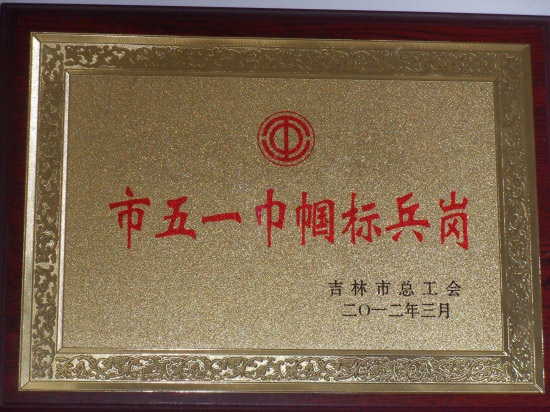 市五一巾帼标兵岗
吉林市总工会
二〇一二年三月